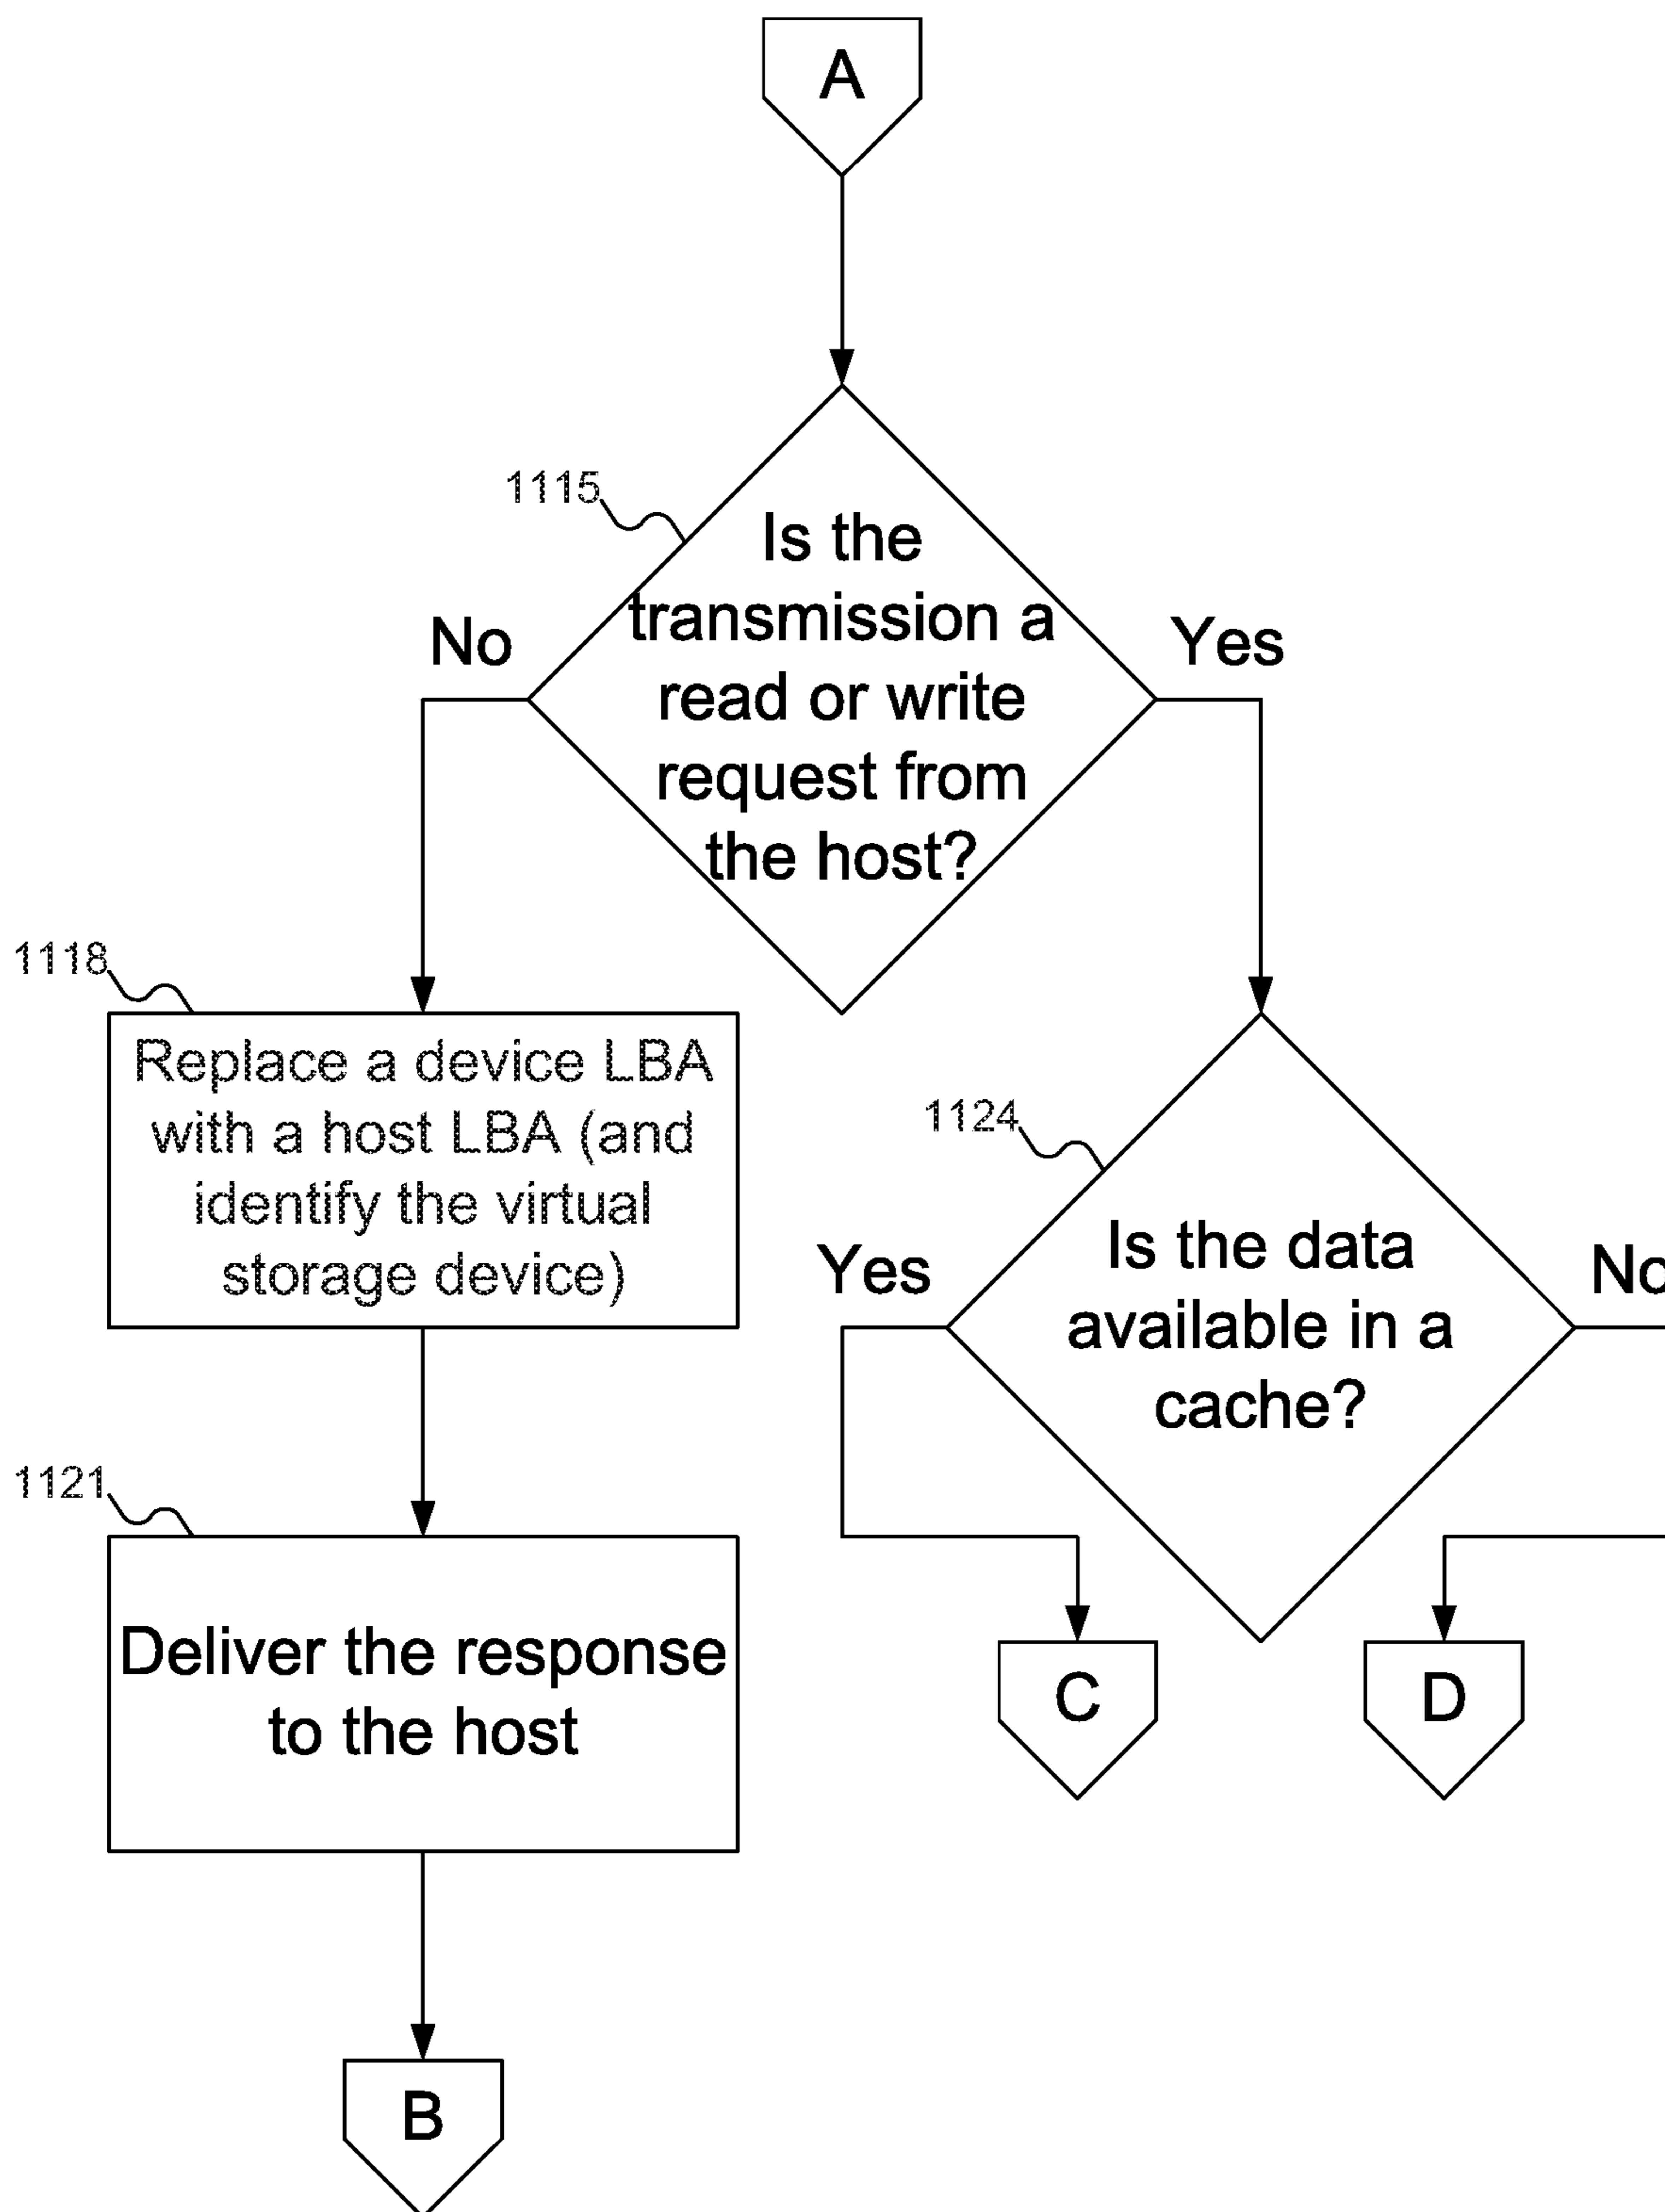 A
1115
Is the
transmission a
read or write
request from
the host?
No
Yes
1118
Replace a device LBA
with a host LBA (and
identify the virtual
storage device)
1124
Is the data
available in a
cache?
Yes
No
1121
Deliver the response
to the host
C
D
B